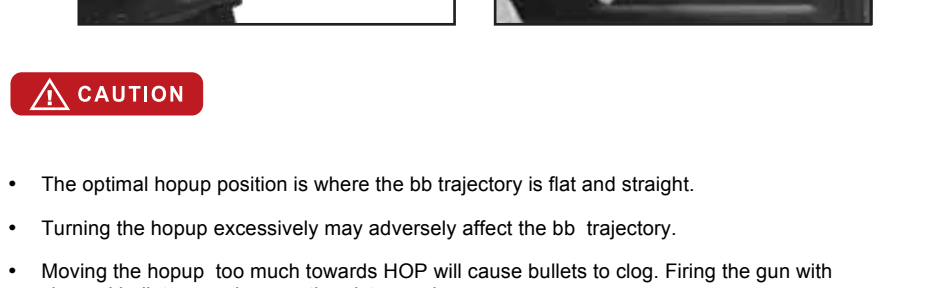 CAUTION
• The optimal hopup position is where the bb trajectory is flat and straight.
• Turning the hopup excessively may adversely affect the bb trajectory.
• Moving the hopup too much towards HOP will cause bullets to clog. Firing the gun with